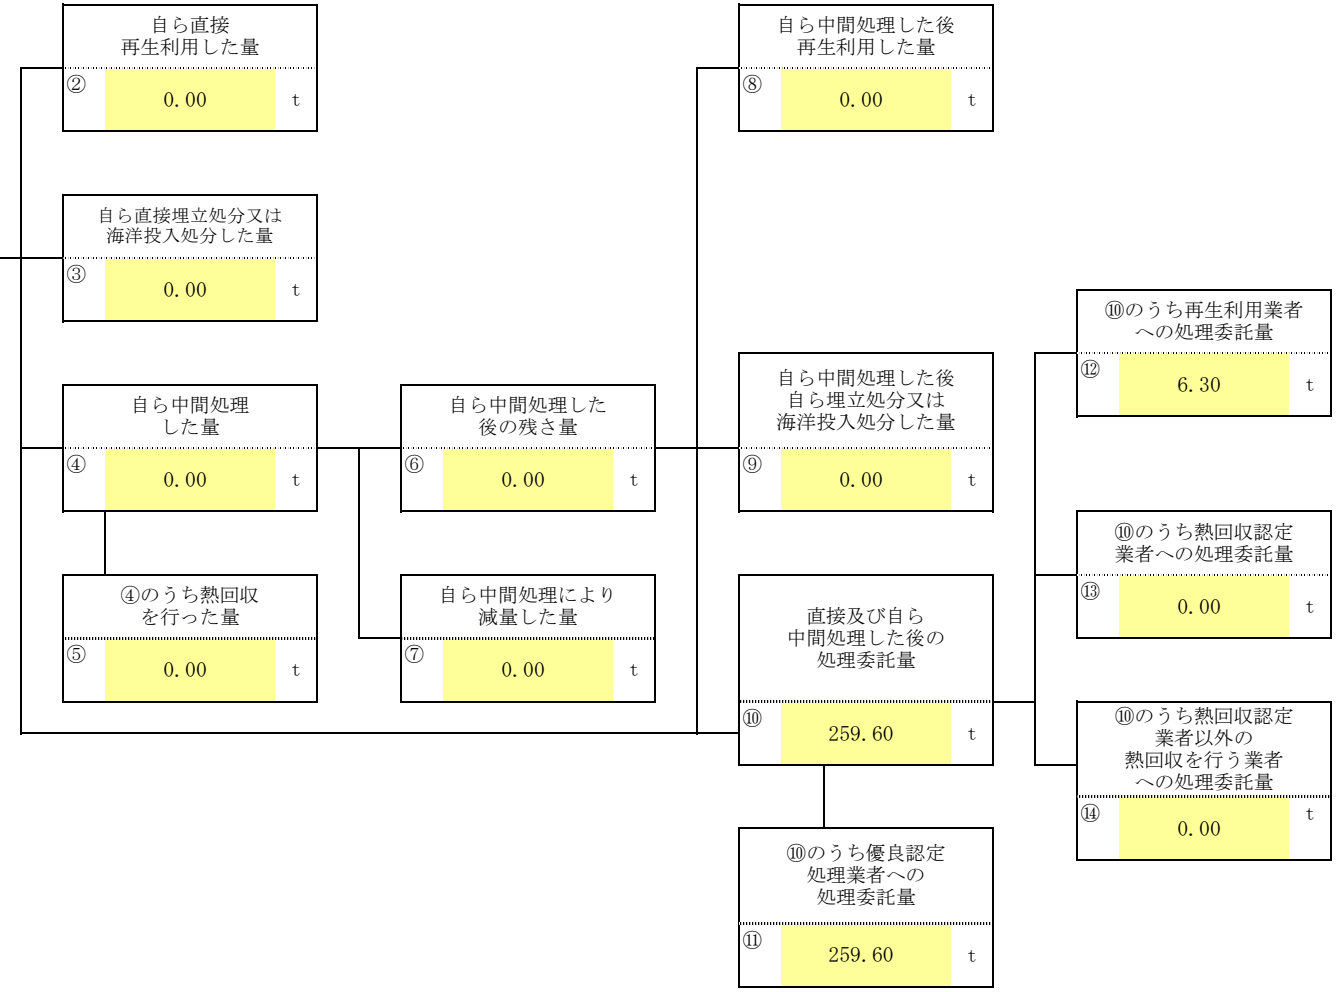 自ら直接
再生利用した量
②
0.00
t
自ら直接埋立処分又は
海洋投入処分した量
③
0.00
t
自ら中間処理
した量
④
0.00
t
④のうち熱回収
を行った量
⑤
0.00
t
自ら中間処理した
後の残さ量
⑥
0.00
t
自ら中間処理により
減量した量
⑦
0.00
t
自ら中間処理した後
再生利用した量
⑧
0.00
t
自ら中間処理した後
自ら埋立処分又は
海洋投入処分した量
⑨
0.00
t
直接及び自ら
中間処理した後の
処理委託量
⑩
259.60
t
⑩のうち優良認定
処理業者への
処理委託量
⑪
259.60
t
⑩のうち再生利用業者
への処理委託量
⑫
6.30
t
⑩のうち熱回収認定
業者への処理委託量
⑬
0.00
t
⑩のうち熱回収認定
業者以外の
熱回収を行う業者
への処理委託量
⑭
0.00
t